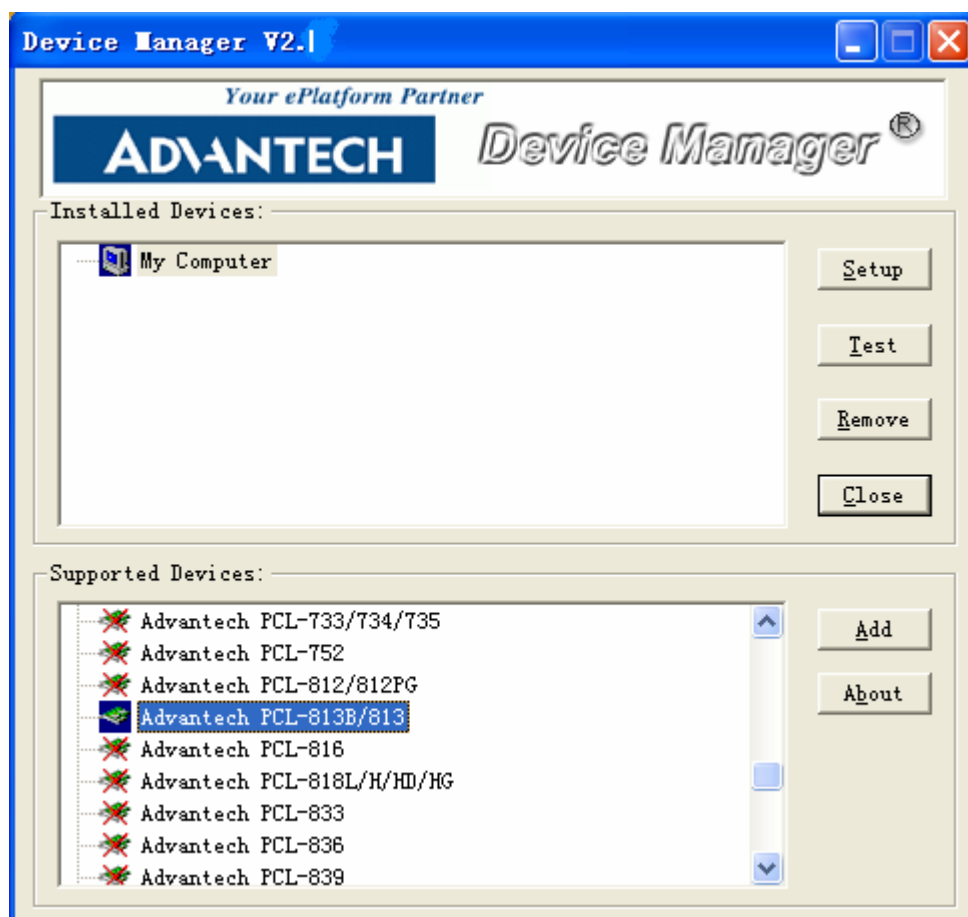 Device Manager V2.
Your ePlatform Partner
ADVANTECH Device Manager ®
Installed Devices:
My Computer
Setup
Test
Remove
Close
Supported Devices:
Advantech PCL-733/734/735
Advantech PCL-752
Advantech PCL-812/812PG
Advantech PCL-813B/813
Advantech PCL-816
Advantech PCL-818L/H/HD/HG
Advantech PCL-833
Advantech PCL-836
Advantech PCL-839
Add
About